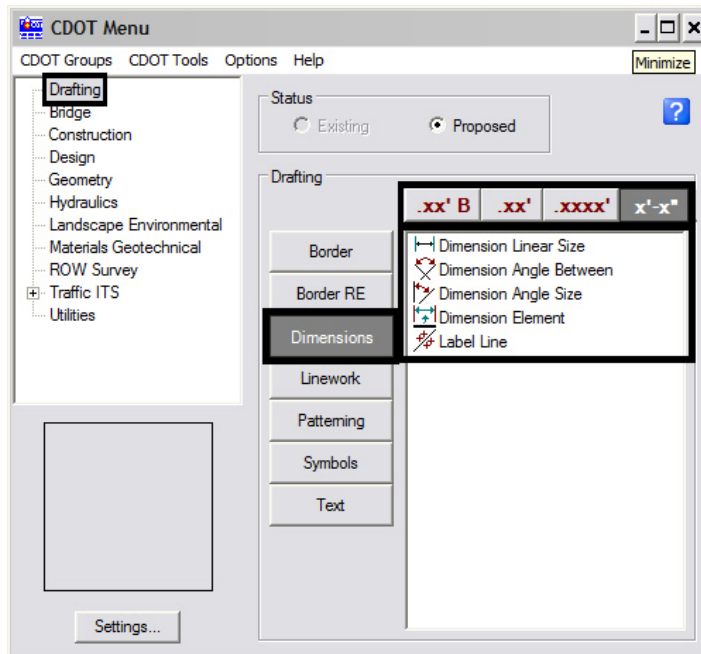 CDOT Menu
CDOT Groups CDOT Tools Options Help
Minimize
Drafting
Bridge
Construction
Design
Geometry
Hydraulics
Landscape Environmental
Materials Geotechnical
ROW Survey
Traffic ITS
Utilities
Settings...
Status
Existing Proposed
?
Drafting
.xx' B .xx' .xxxx' x'-x"
Border
Border RE
Dimensions
Linework
Patterning
Symbols
Text
Dimension Linear Size
Dimension Angle Between
Dimension Angle Size
Dimension Element
Label Line